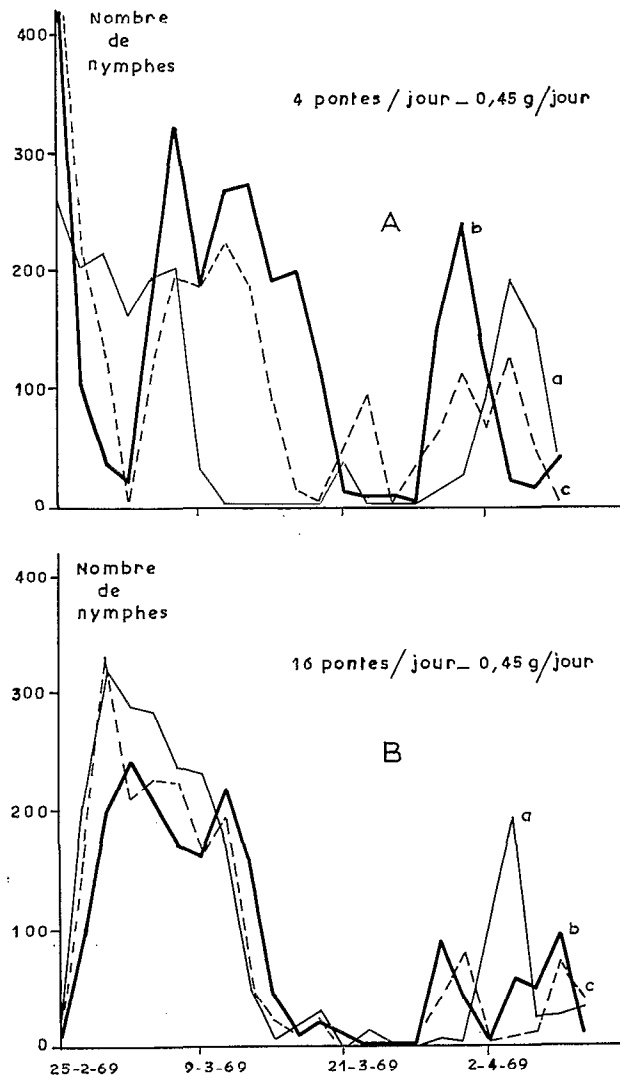 Nombre
de
nymphes
400
300
200
100
0
4 pontes / jour _ 0,45 g/jour
A
b
a
c
Nombre
de
nymphes
400
300
200
100
0
16 pontes / jour _ 0,45 g/jour
B
a
b
c
25-2-69 9-3-69 21-3-69 2-4-69